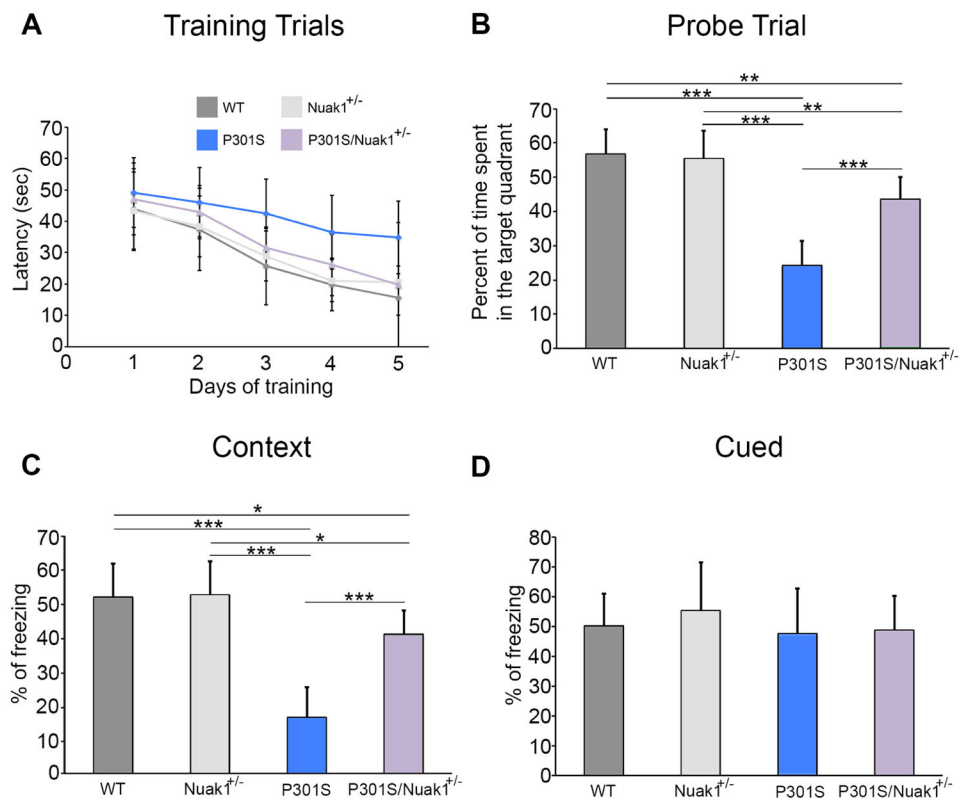 A
Training Trials
WT
Nuak1+/-
P301S
P301S/Nuak1+/-
Latency (sec)
70
60
50
40
30
20
10
0
0
1
2
3
4
5
Days of training
B
Probe Trial
**
***
**
***
***
Percent of time spent
in the target quadrant
70
60
50
40
30
20
10
0
WT
Nuak1+/-
P301S
P301S/Nuak1+/-
C
Context
*
***
*
***
***
% of freezing
70
60
50
40
30
20
10
0
WT
Nuak1+/-
P301S
P301S/Nuak1+/-
D
Cued
% of freezing
80
70
60
50
40
30
20
10
0
WT
Nuak1+/-
P301S
P301S/Nuak1+/-